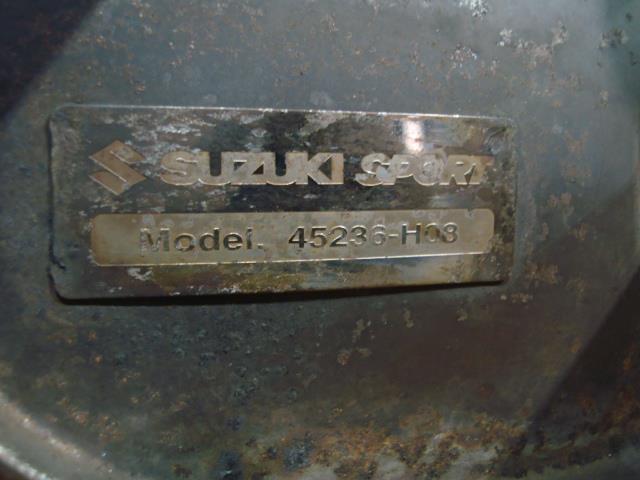 SUZUKI SPORT
Model. 45236-H08